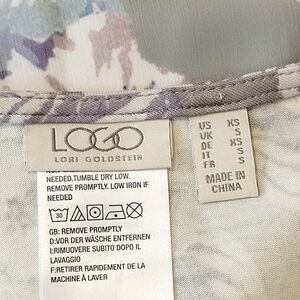 LOGO
LORI GOLDSTEIN
US XS
UK S
DE XS
IT S
FR S
MADE IN
CHINA
NEEDED.TUMBLE DRY LOW.
REMOVE PROMPTLY. LOW IRON IF
NEEDED
30
GB: REMOVE PROMPTLY
D:VOR DER WÄSCHE ENTFERNEN
I:RIMUOVERE SUBITO DOPO IL
LAVAGGIO
F:RETIRER RAPIDEMENT DE LA
MACHINE À LAVER